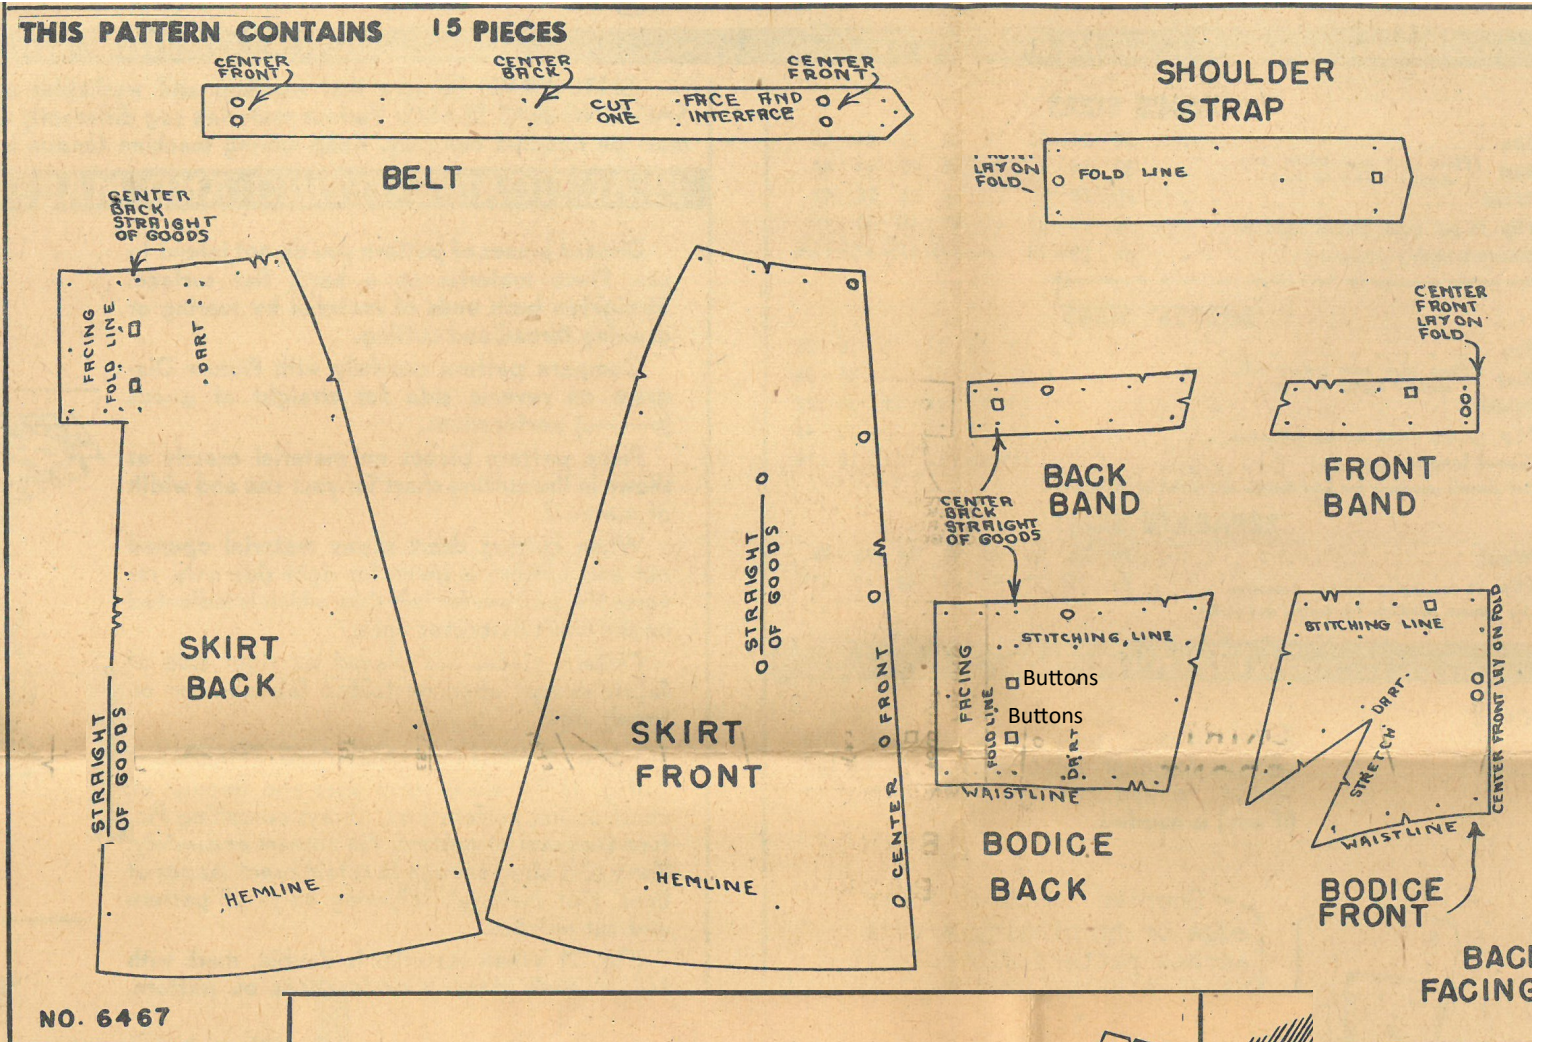 THIS PATTERN CONTAINS 15 PIECES
CENTER
FRONT
CENTER
BACK
CENTER
FRONT
CUT
ONE
FACE AND
INTERFACE
BELT
SHOULDER
STRAP
LAY ON
FOLD
FOLD LINE
CENTER
BACK
STRAIGHT
OF GOODS
FACING
FOLD LINE
DART
SKIRT
BACK
STRAIGHT
OF GOODS
HEMLINE
STRAIGHT
OF GOODS
SKIRT
FRONT
CENTER FRONT
HEMLINE
CENTER
FRONT
LAY ON
FOLD
BACK
BAND
FRONT
BAND
CENTER
BACK
STRAIGHT
OF GOODS
STITCHING LINE
FACING
FOLD LINE
Buttons
Buttons
DART
WAISTLINE
BODICE
BACK
STITCHING LINE
DART
STRETCH
WAISTLINE
CENTER FRONT LAY ON FOLD
BODICE
FRONT
FACING
NO. 6467